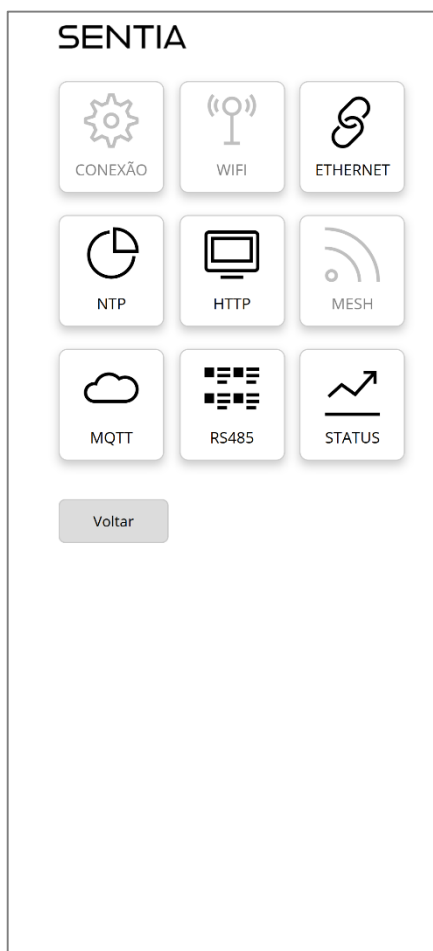 SENTIA
CONEXÃO
WIFI
ETHERNET
NTP
HTTP
MESH
MQTT
RS485
STATUS
Voltar